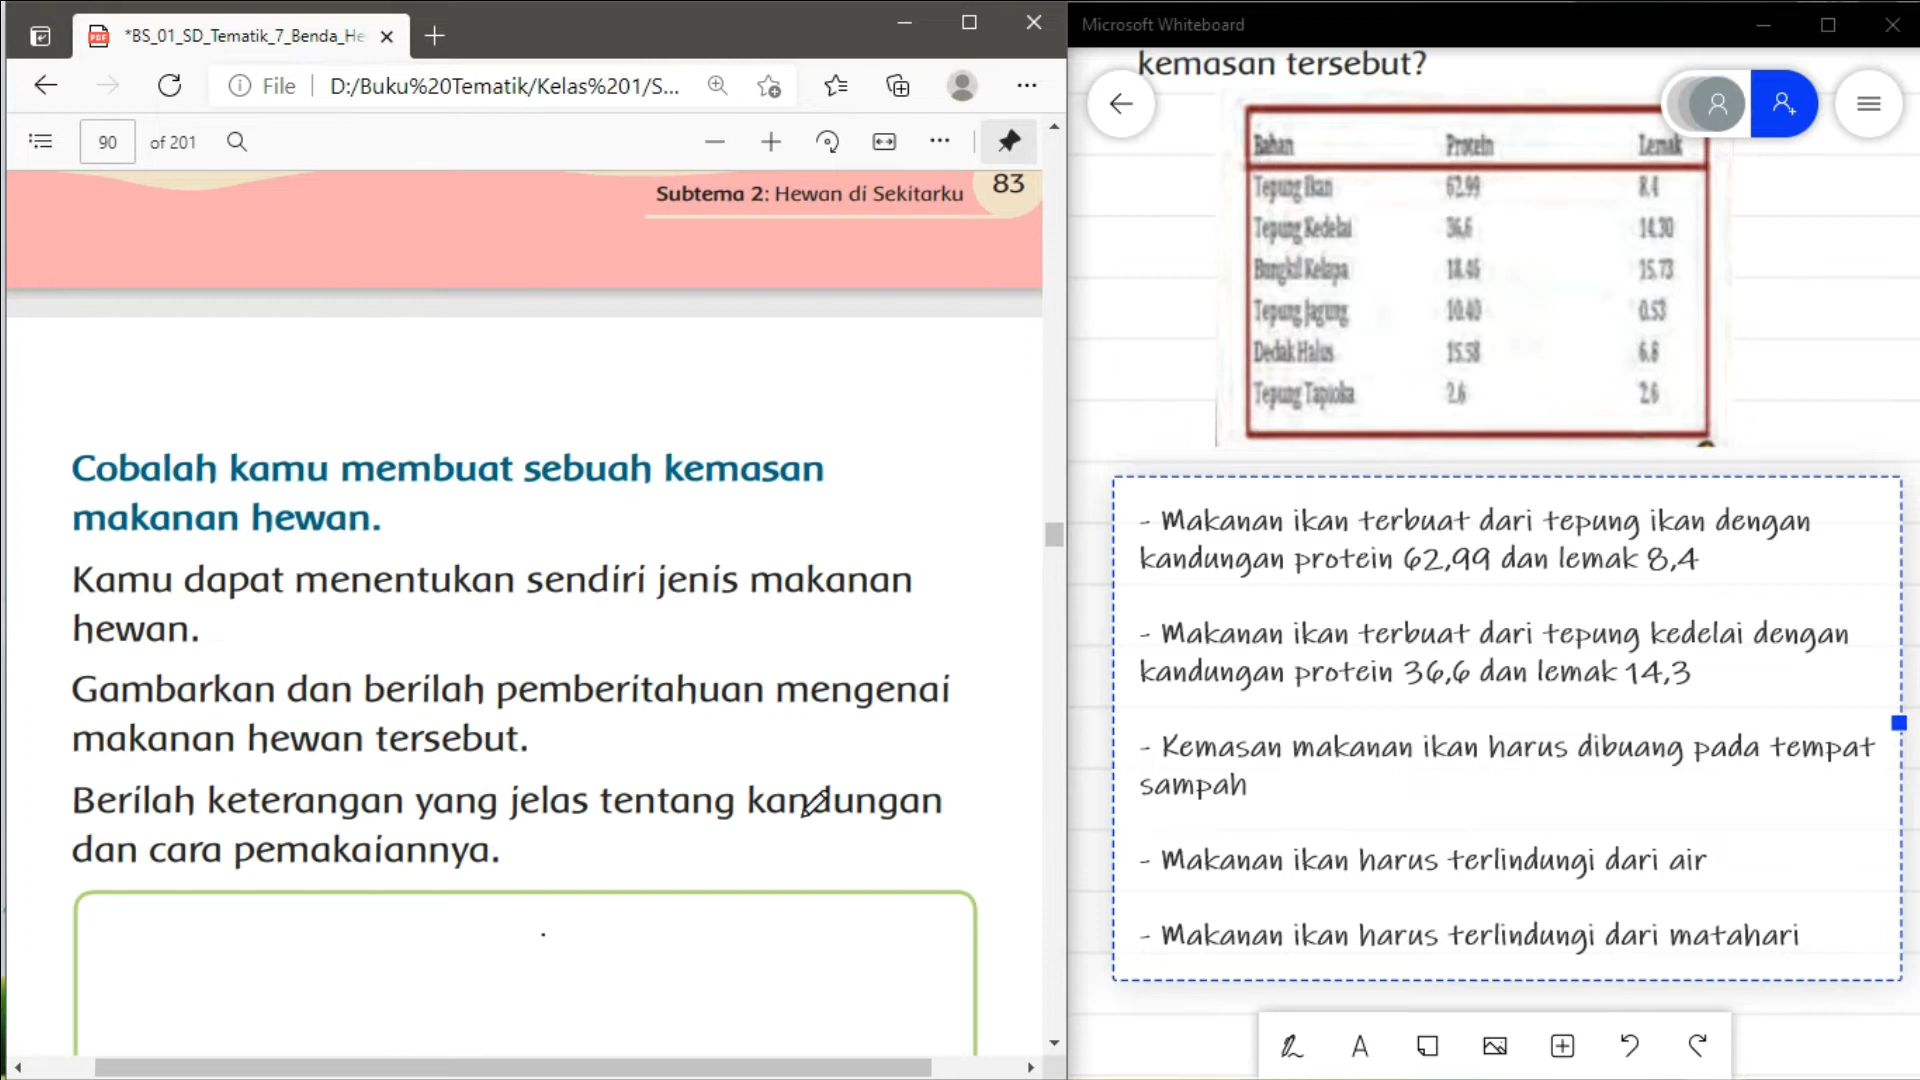 *BS_01_SD_Tematik_7_Benda_He
File
D:/Buku%20Tematik/Kelas%201/S...
90 of 201
Subtema 2: Hewan di Sekitarku 83
Cobalah kamu membuat sebuah kemasan
makanan hewan.
Kamu dapat menentukan sendiri jenis makanan
hewan.
Gambarkan dan berilah pemberitahuan mengenai
makanan hewan tersebut.
Berilah keterangan yang jelas tentang kandungan
dan cara pemakaiannya.
Microsoft Whiteboard
kemasan tersebut?
Bahan Protein Lemak
Tepung Ikan 62.99 8.4
Tepung Kedelai 36,6 14.30
Bungkil Kelapa 18.46 15.73
Tepung Jagung 10.40 0.53
Dedak Halus 15.58 6.8
Tepung Tapioka 2.6 2.6
- Makanan ikan terbuat dari tepung ikan dengan
kandungan protein 62,99 dan lemak 8,4
- Makanan ikan terbuat dari tepung kedelai dengan
kandungan protein 36,6 dan lemak 14,3
- Kemasan makanan ikan harus dibuang pada tempat
sampah
- Makanan ikan harus terlindungi dari air
- Makanan ikan harus terlindungi dari matahari